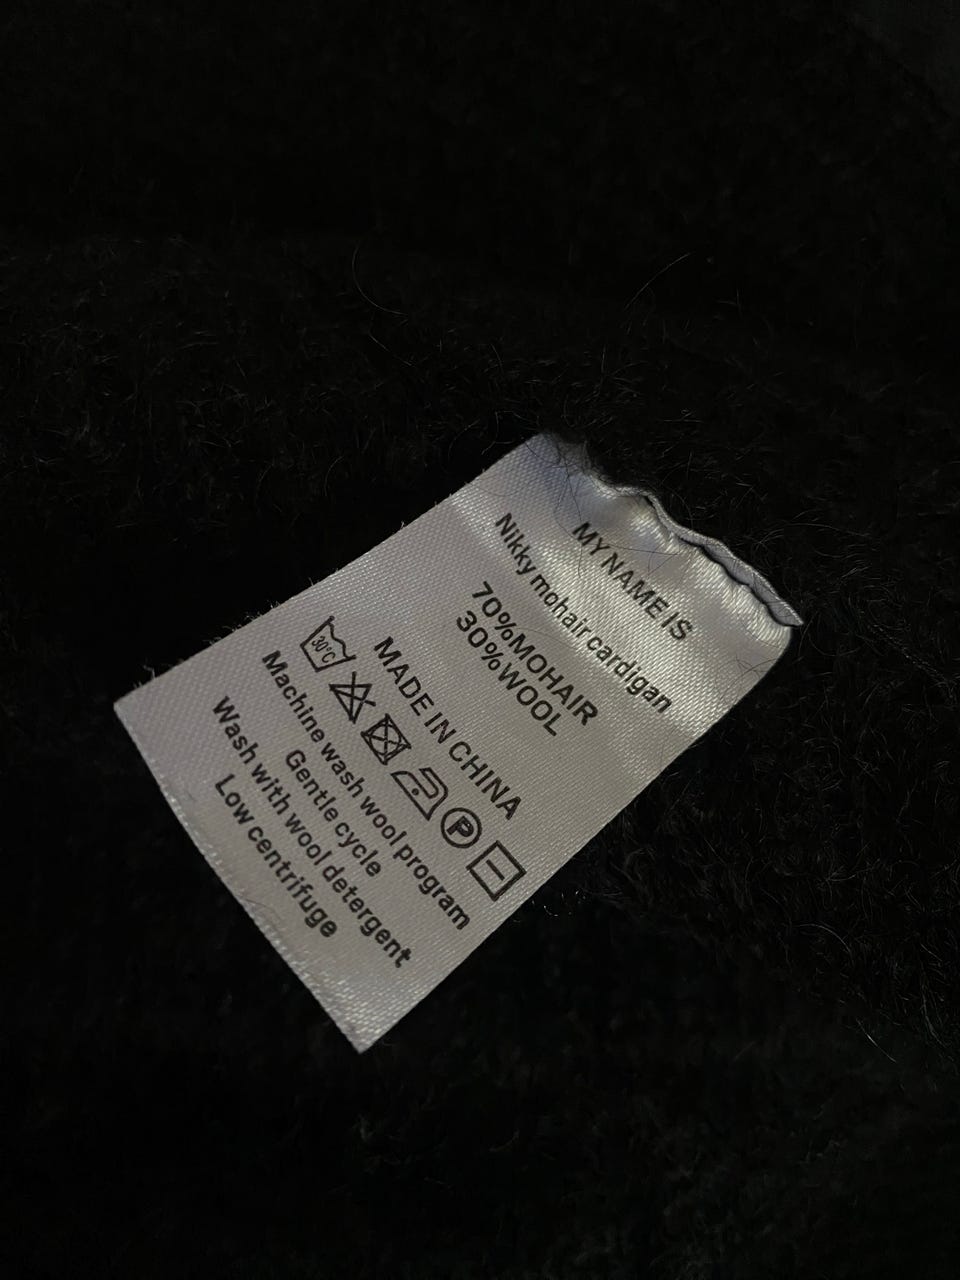 MY NAME IS
Nikky mohair cardigan
70%MOHAIR
30%WOOL
MADE IN CHINA
30°C P
Machine wash wool program
Gentle cycle
Wash with wool detergent
Low centrifuge